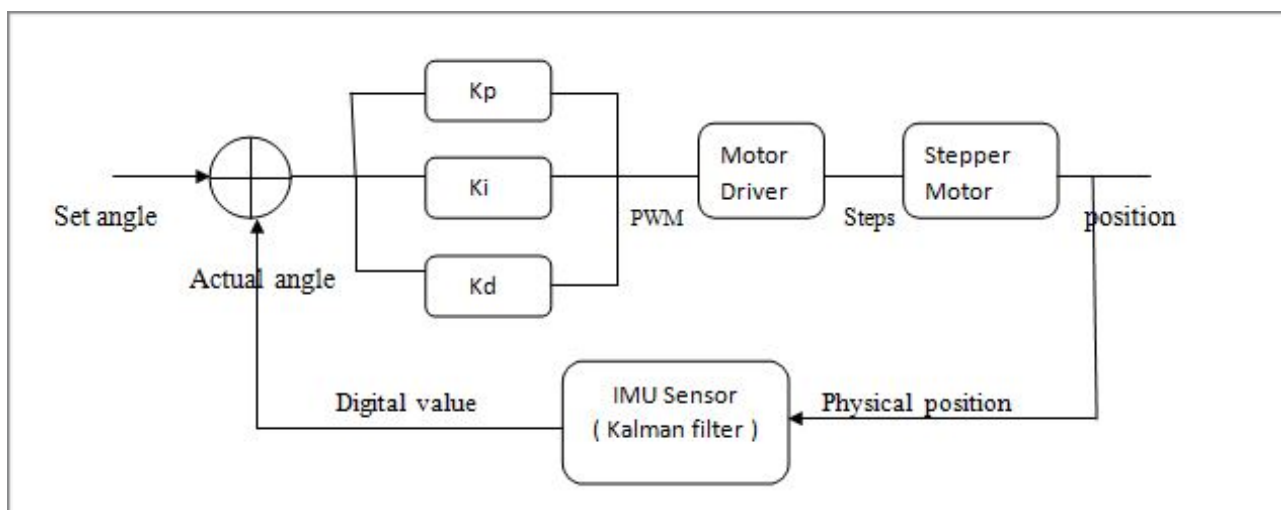 Kp
Set angle
Ki
Kd
Actual angle
PWM
Motor
Driver
Steps
Stepper
Motor
position
Digital value
IMU Sensor
( Kalman filter )
Physical position